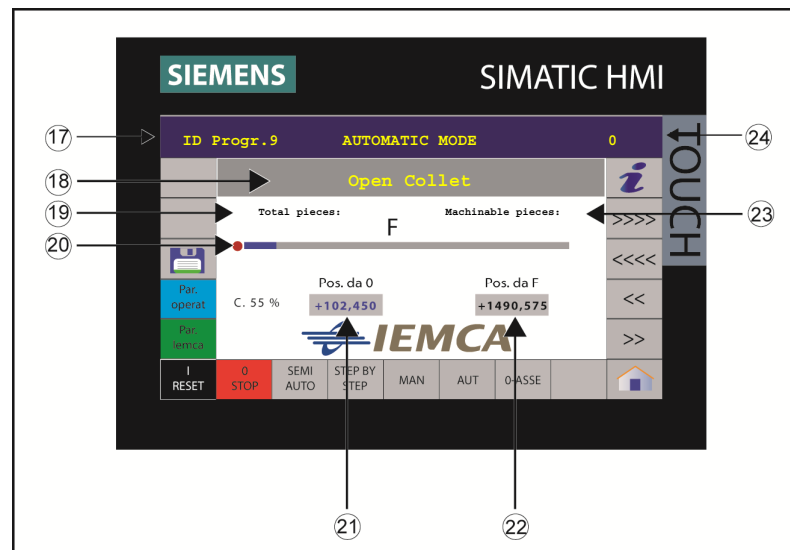 SIEMENS
SIMATIC HMI
TOUCH
17
ID Progr.9 AUTOMATIC MODE 0
24
18
Open Collet
i
19
Total pieces:
Machinable pieces:
23
F
>>>>
20
<<<<
Pos. da 0
Pos. da F
Par.
operat
C. 55 %
+102,450
+1490,575
<<
Par.
Iemca
IEMCA
>>
I
RESET
0
STOP
SEMI
AUTO
STEP BY
STEP
MAN
AUT
0-ASSE
21
22